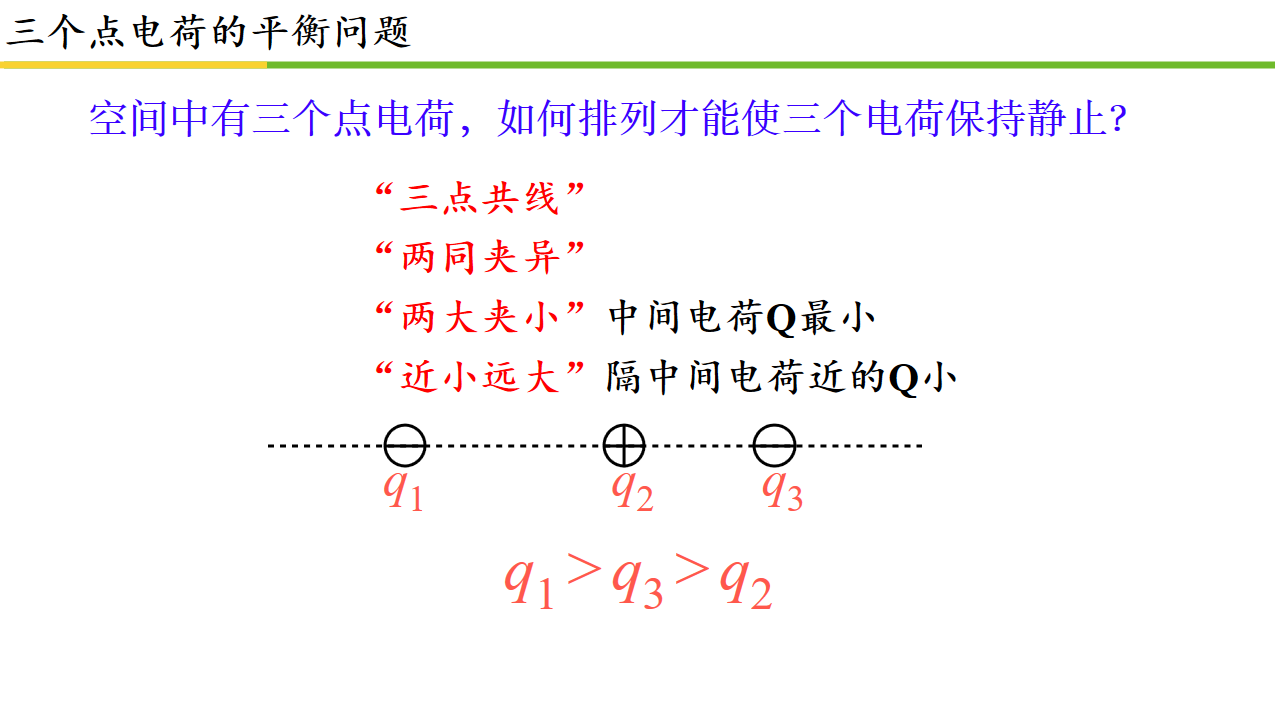 三个点电荷的平衡问题
空间中有三个点电荷，如何排列才能使三个电荷保持静止？
“三点共线”
“两同夹异”
“两大夹小”中间电荷Q最小
“近小远大”隔中间电荷近的Q小
q₁ q₂ q₃
q₁ > q₃ > q₂